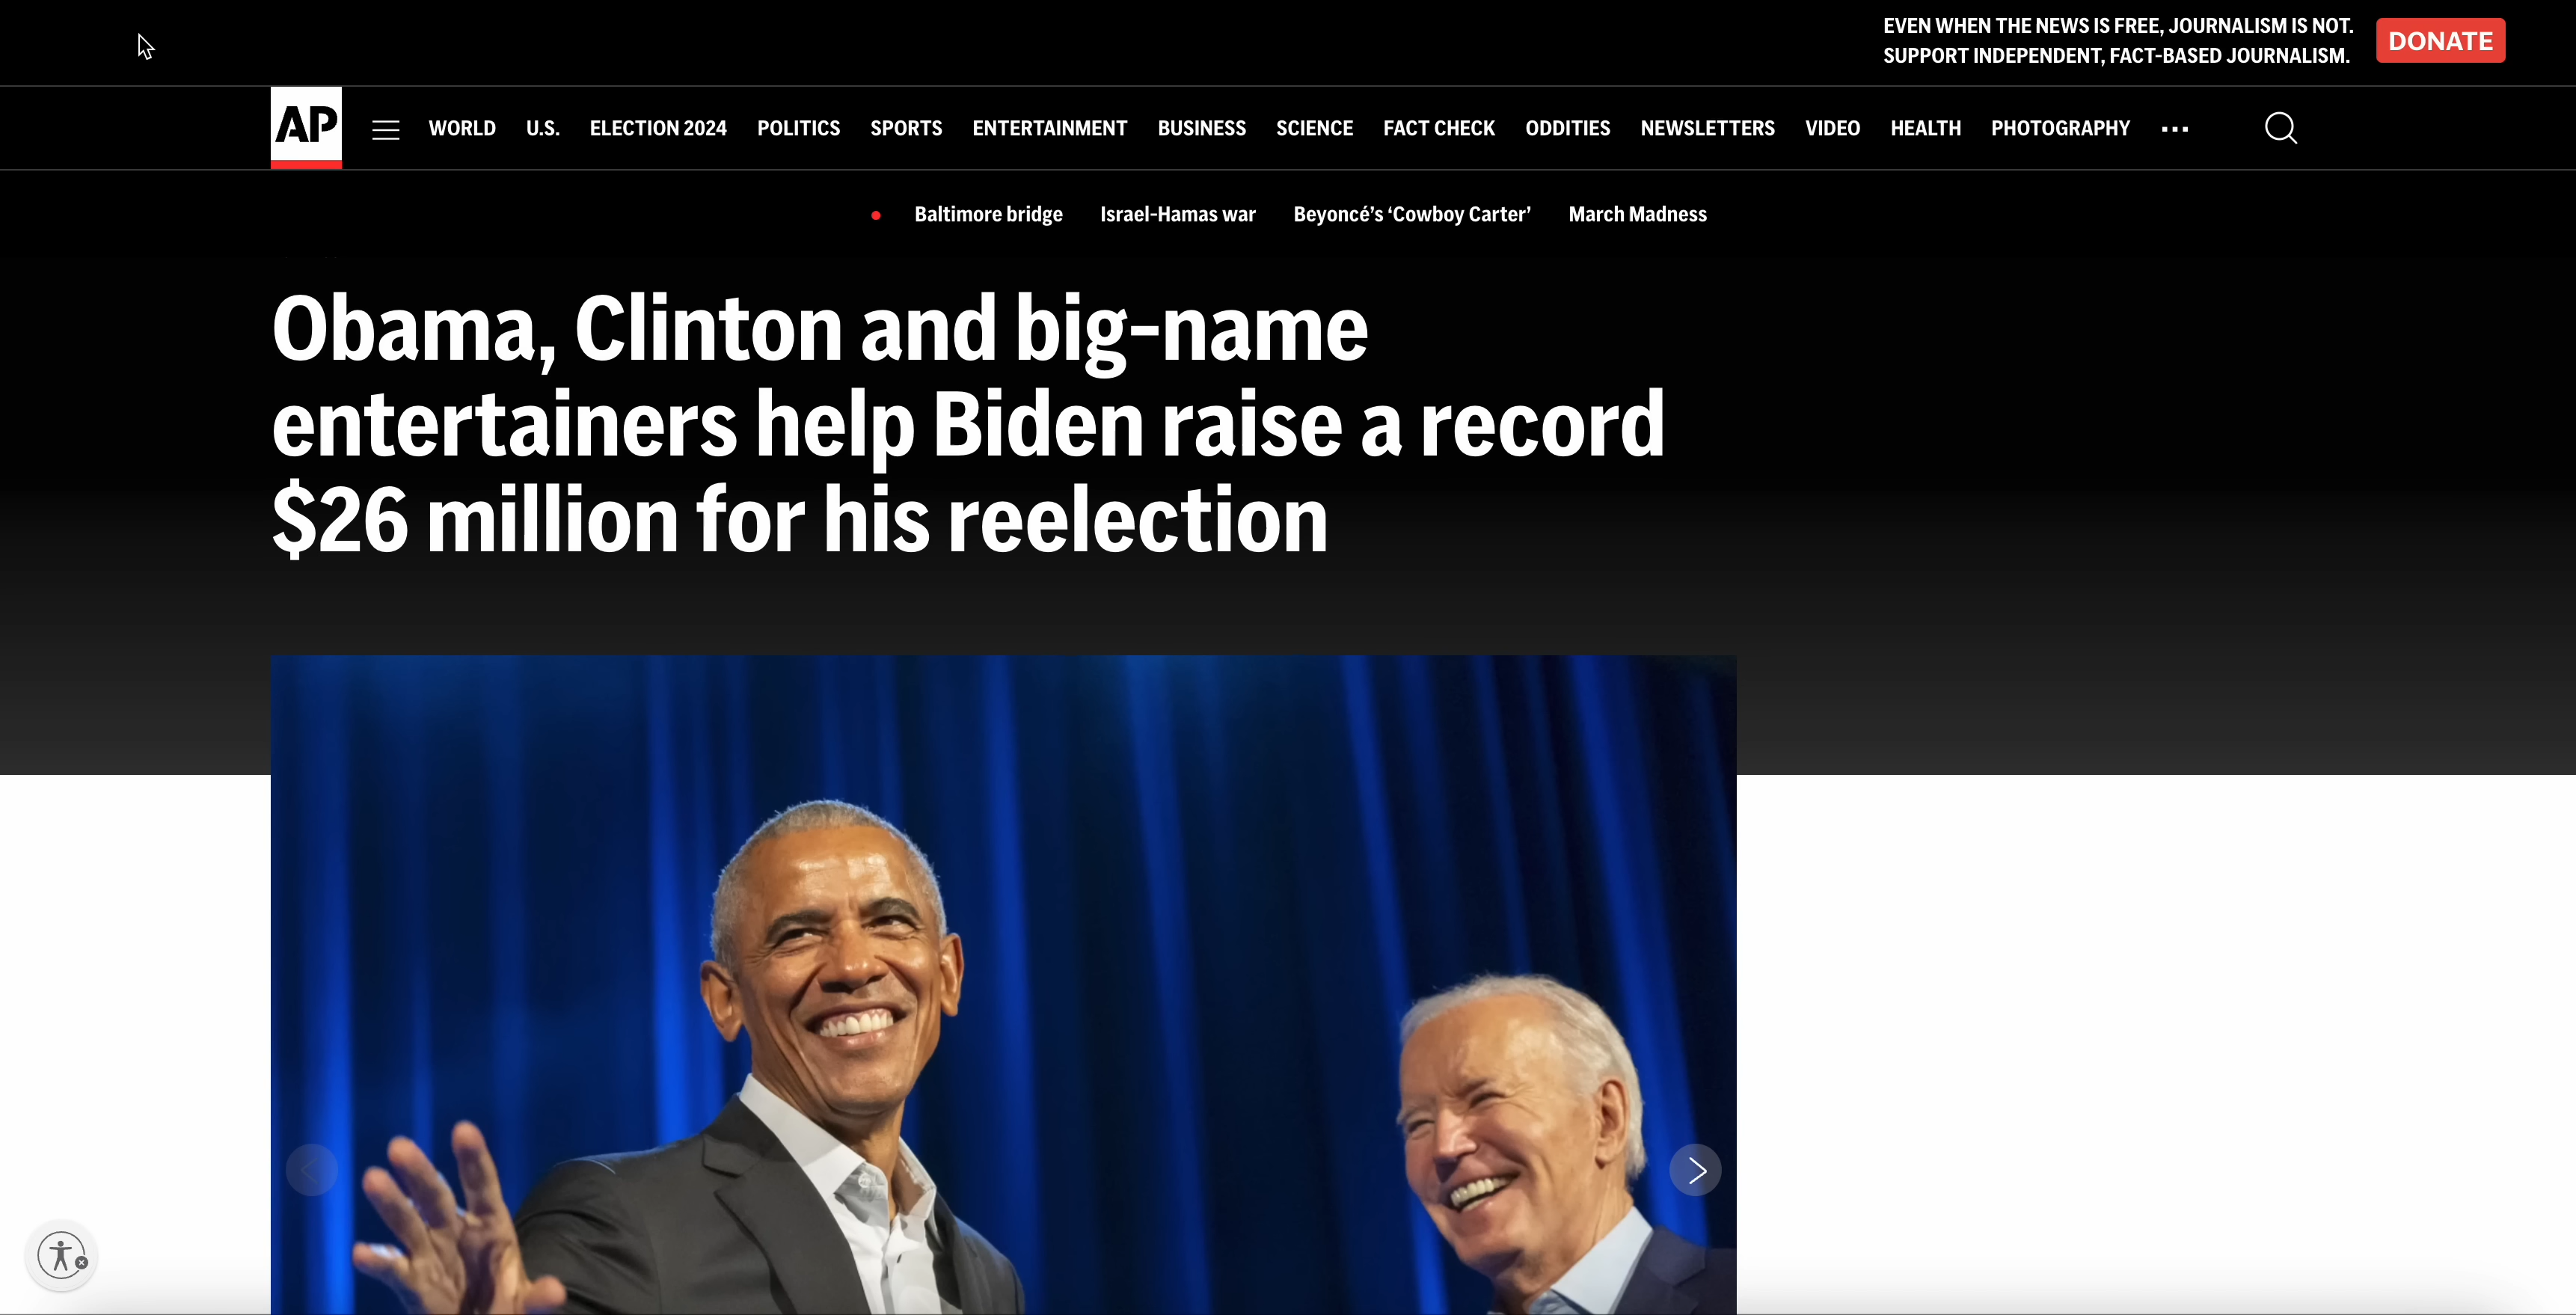 EVEN WHEN THE NEWS IS FREE, JOURNALISM IS NOT.
SUPPORT INDEPENDENT, FACT-BASED JOURNALISM.
DONATE
AP
WORLD U.S. ELECTION 2024 POLITICS SPORTS ENTERTAINMENT BUSINESS SCIENCE FACT CHECK ODDITIES NEWSLETTERS VIDEO HEALTH PHOTOGRAPHY ...
Baltimore bridge Israel-Hamas war Beyoncé’s ‘Cowboy Carter’ March Madness
Obama, Clinton and big-name
entertainers help Biden raise a record
$26 million for his reelection